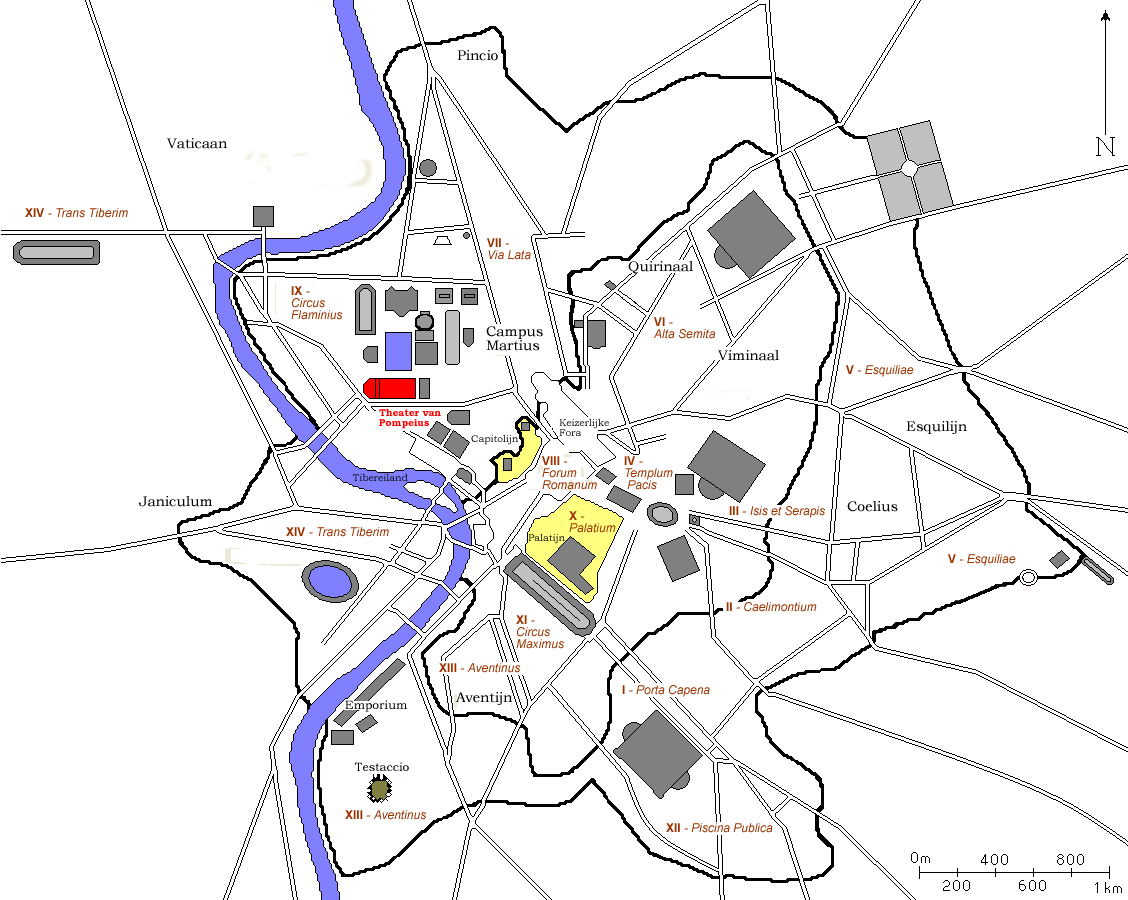 Pincio
N
Vaticaan
XIV - Trans Tiberim
VII -
Via Lata
Quirinaal
IX -
Circus
Flaminius
VI -
Alta Semita
Campus
Martius
Viminaal
V - Esquiliae
Theater van
Pompeius
Keizerlijke
Fora
Esquilijn
Capitolijn
VIII -
Forum
Romanum
IV -
Templum
Pacis
Tibereiland
Janiculum
Coelius
III - Isis et Serapis
X -
Palatium
XIV - Trans Tiberim
Palatijn
V - Esquiliae
II - Caelimontium
XI -
Circus
Maximus
XIII - Aventinus
Aventijn
I - Porta Capena
Emporium
Testaccio
XIII - Aventinus
XII - Piscina Publica
0m 400 800
200 600 1km